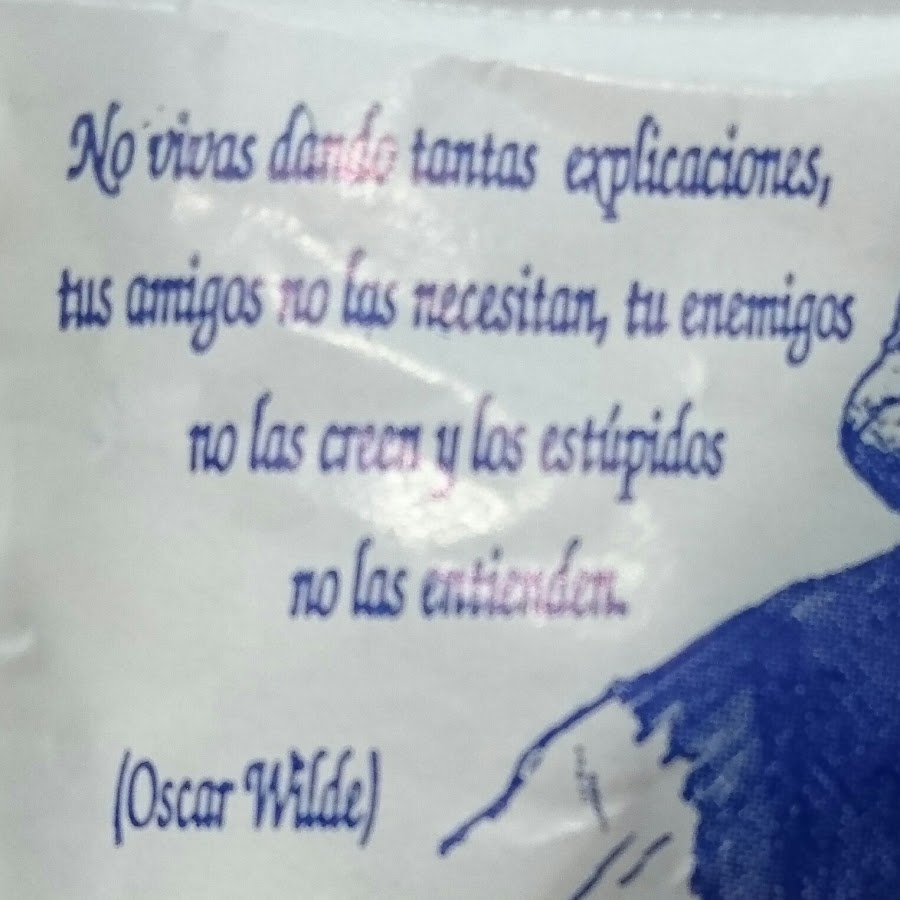 No vivas dando tantas explicaciones,
tus amigos no las necesitan, tu enemigos
no las creen y los estúpidos
no las entienden.
(Oscar Wilde)